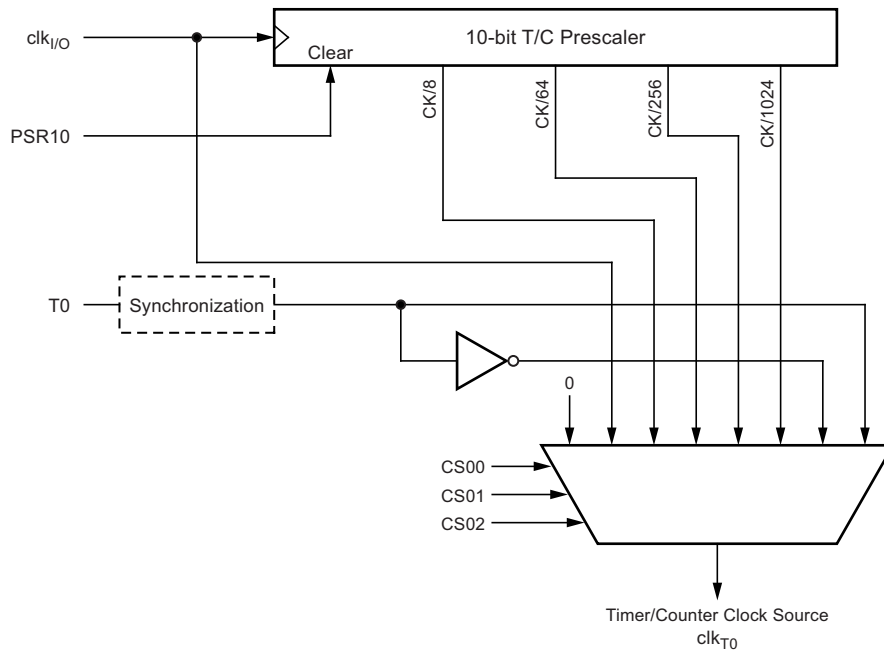 clkI/O
10-bit T/C Prescaler
Clear
CK/8
CK/64
CK/256
CK/1024
PSR10
T0
Synchronization
0
CS00
CS01
CS02
Timer/Counter Clock Source
clkT0